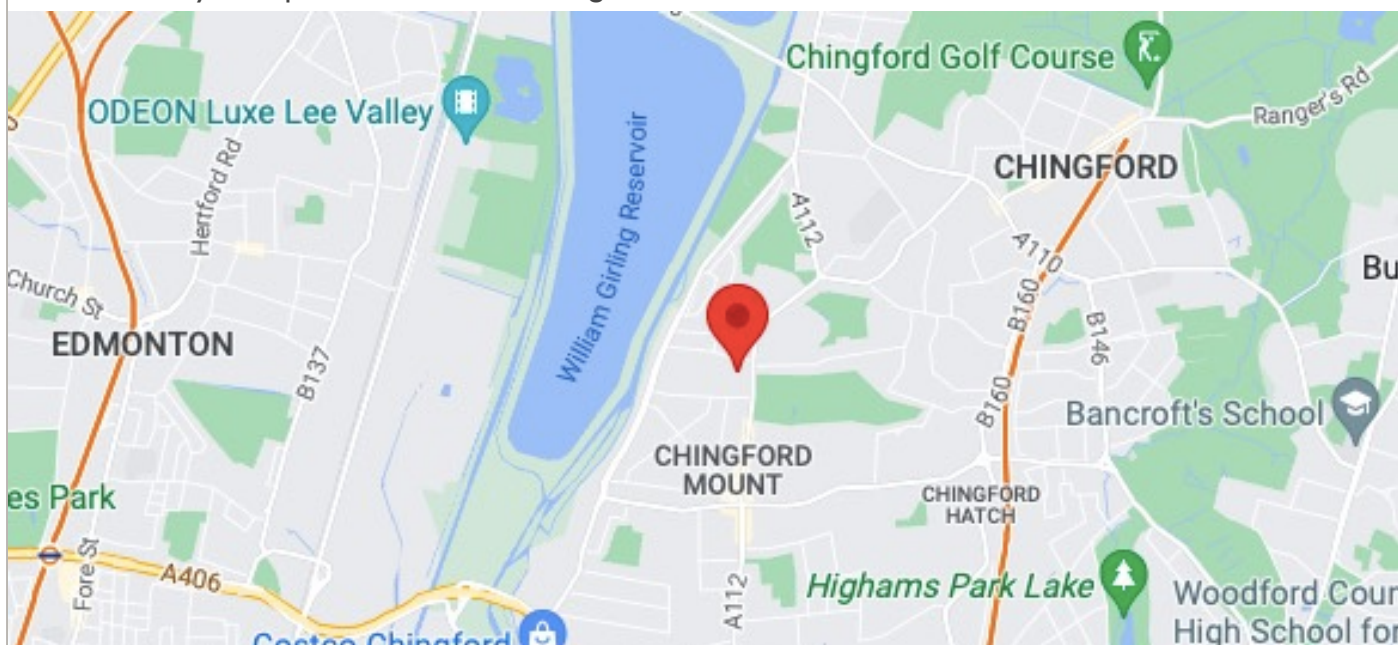 Chingford Golf Course
ODEON Luxe Lee Valley
Ranger's Rd
CHINGFORD
Hertford Rd
William Girling Reservoir
A112
A110
Bu
Church St
EDMONTON
B160
B146
B137
B160
Bancroft's School
CHINGFORD
MOUNT
CHINGFORD
HATCH
es Park
Fore St
A406
A112
Highams Park Lake
Woodford Coun
High School for
Costco Chingford